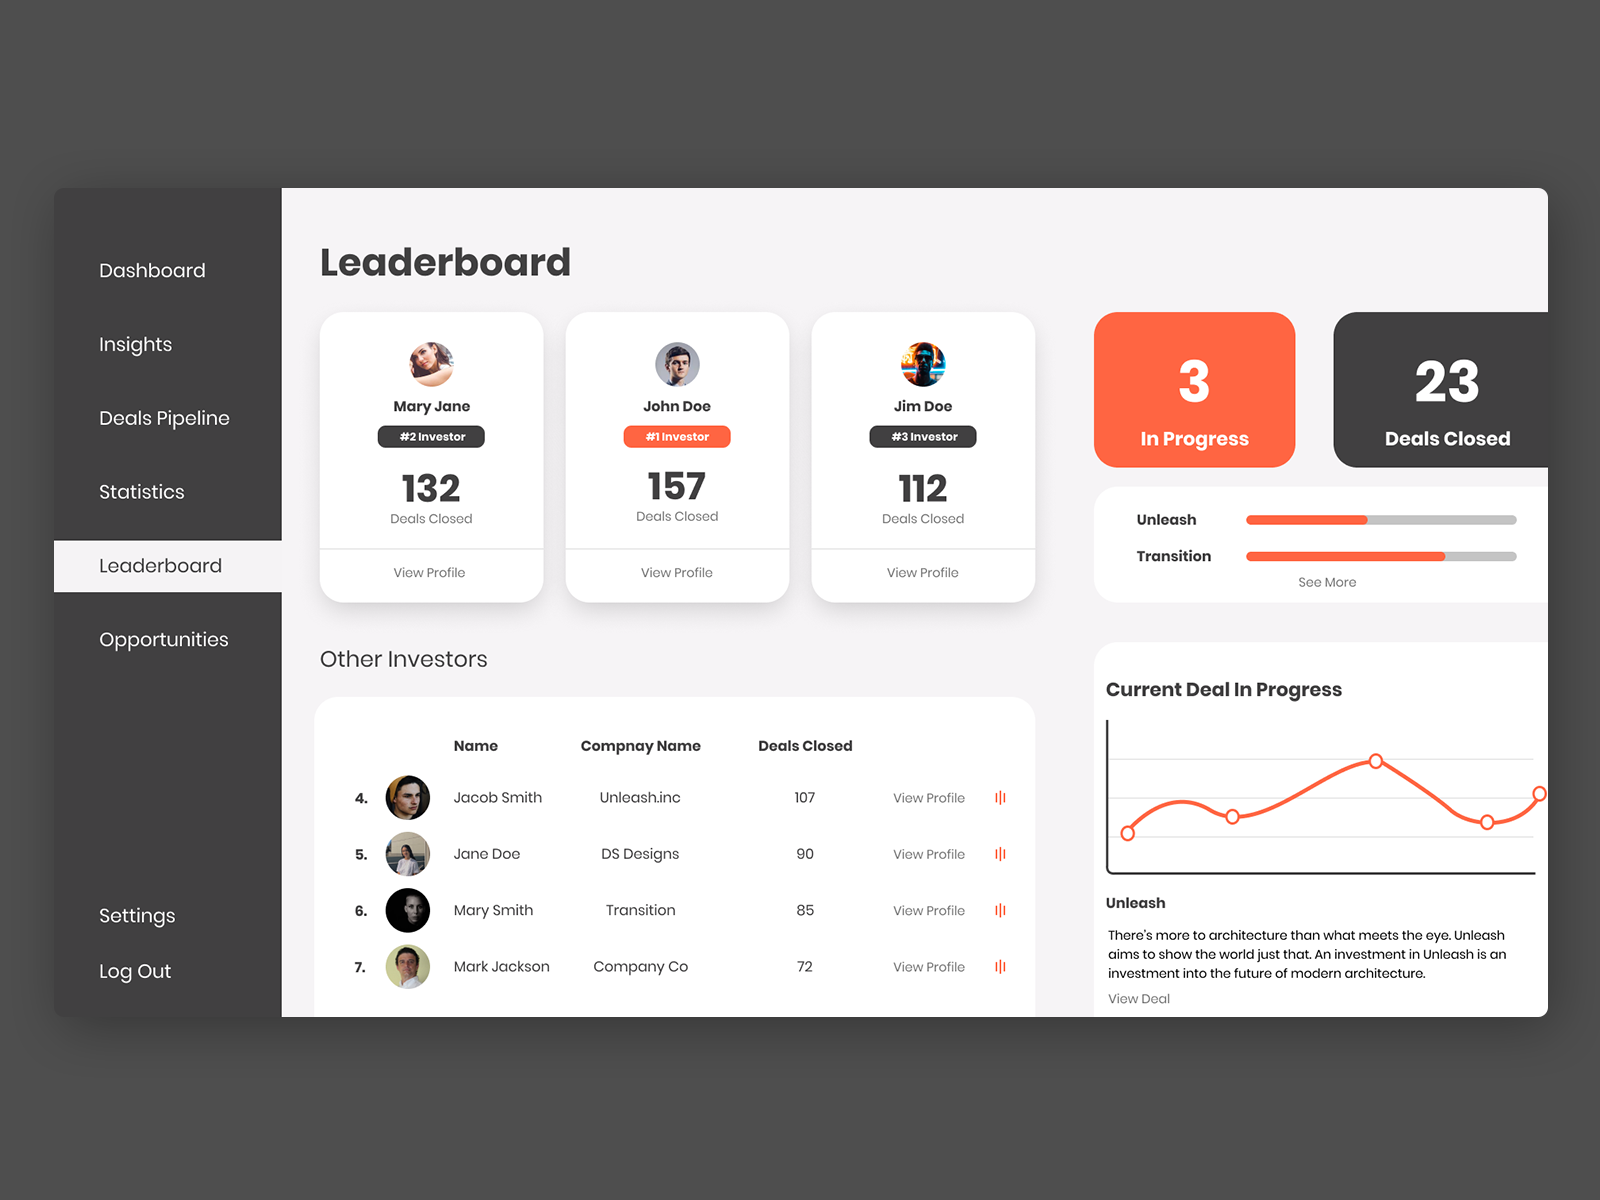 Dashboard
Insights
Deals Pipeline
Statistics
Leaderboard
Opportunities
Settings
Log Out
Leaderboard
Mary Jane
#2 Investor
132
Deals Closed
View Profile
John Doe
#1 Investor
157
Deals Closed
View Profile
Jim Doe
#3 Investor
112
Deals Closed
View Profile
Other Investors
Name Compnay Name Deals Closed
4. Jacob Smith Unleash.inc 107 View Profile
5. Jane Doe DS Designs 90 View Profile
6. Mary Smith Transition 85 View Profile
7. Mark Jackson Company Co 72 View Profile
3
In Progress
23
Deals Closed
Unleash
Transition
See More
Current Deal In Progress
Unleash
There's more to architecture than what meets the eye. Unleash
aims to show the world just that. An investment in Unleash is an
investment into the future of modern architecture.
View Deal